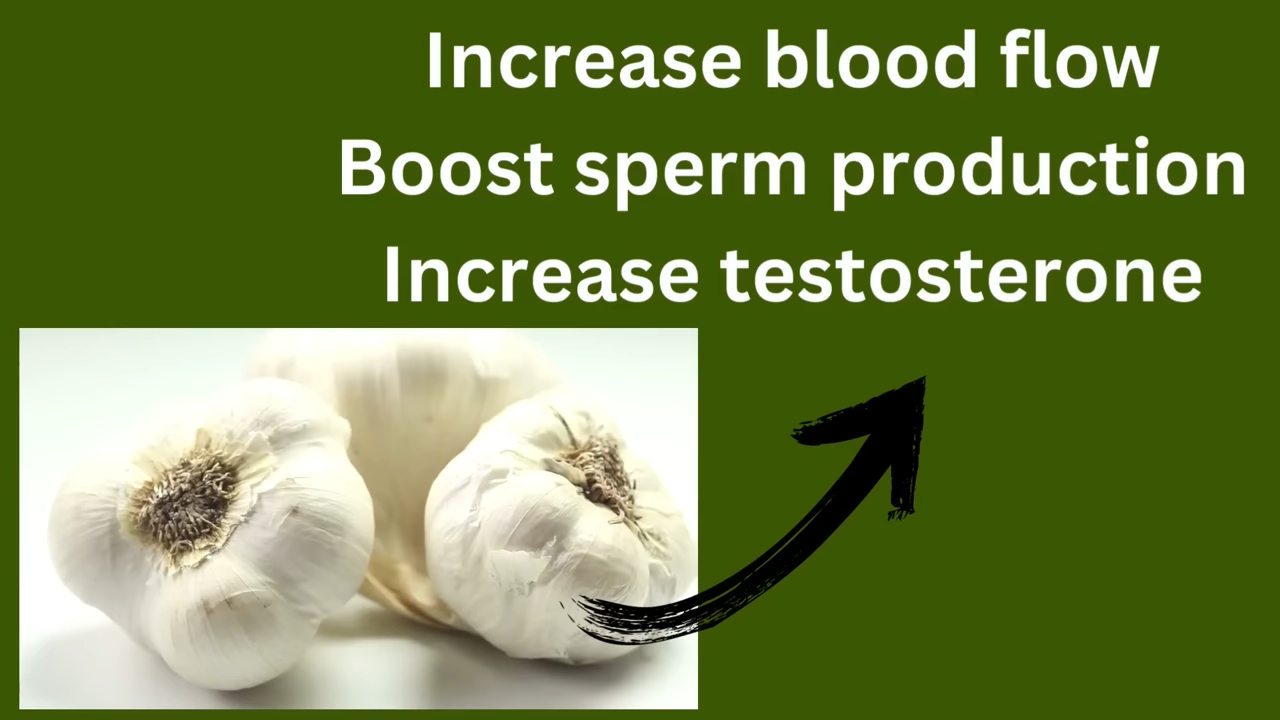 Increase blood flow
Boost sperm production
Increase testosterone